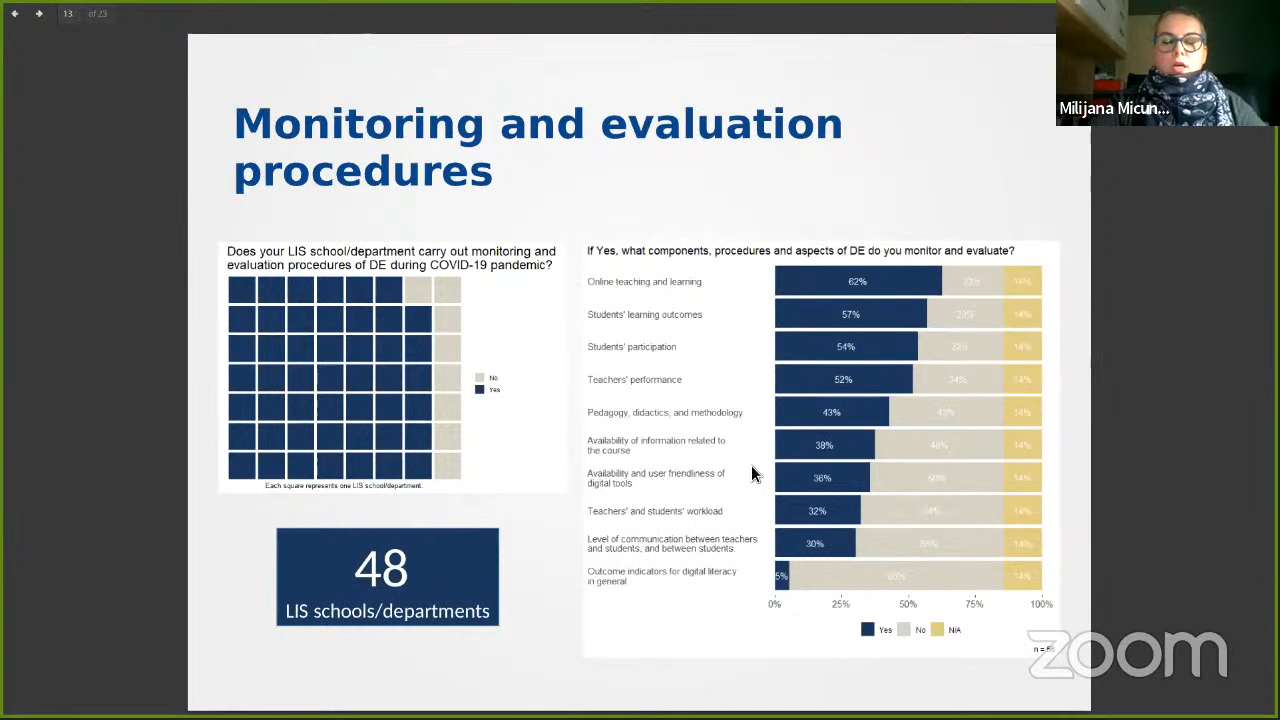 13 of 23
Milijana Micun...
Monitoring and evaluation
procedures
Does your LIS school/department carry out monitoring and
evaluation procedures of DE during COVID-19 pandemic?
No
Yes
Each square represents one LIS school/department.
48
LIS schools/departments
If Yes, what components, procedures and aspects of DE do you monitor and evaluate?
Online teaching and learning 62% 14%
Students' learning outcomes 57% 14%
Students' participation 54% 32% 14%
Teachers' performance 52% 34% 14%
Pedagogy, didactics, and methodology 43% 43% 14%
Availability of information related to
the course 38% 14%
Availability and user friendliness of
digital tools 36% 50% 14%
Teachers' and students' workload 32% 14%
Level of communication between teachers
and students, and between students. 30% 14%
Outcome indicators for digital literacy
in general 5% 14%
0% 25% 50% 75% 100%
Yes No N/A
n = 56
zoom